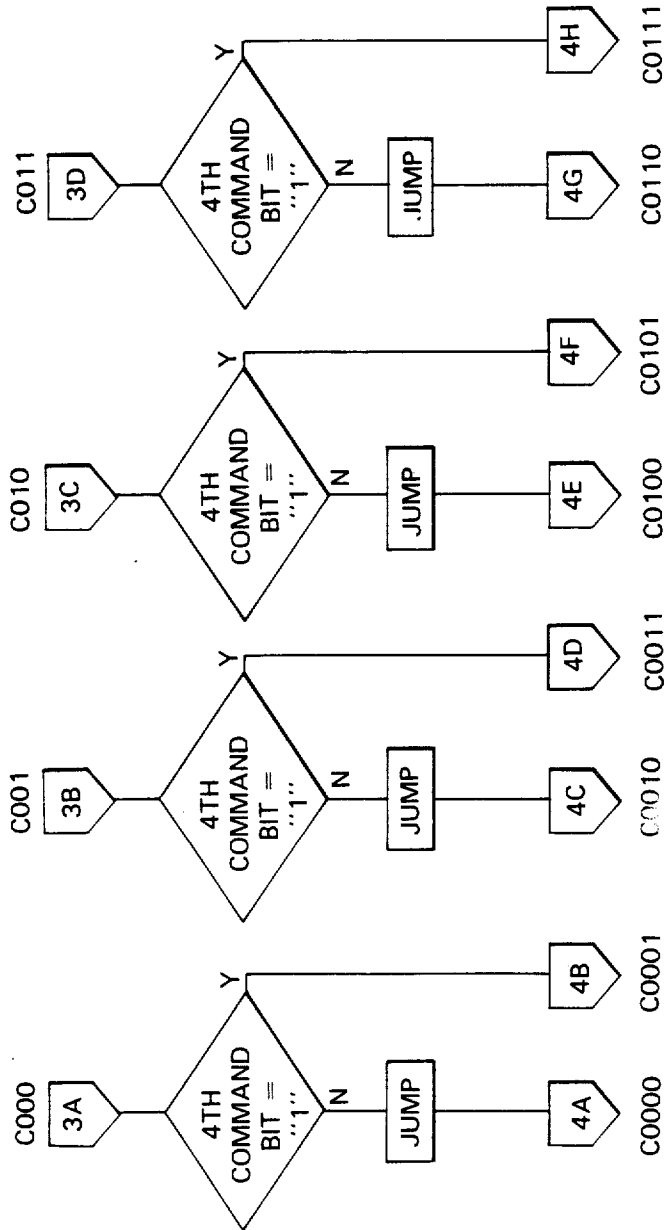 C000
3A
4TH
COMMAND
BIT =
"1"
Y
N
JUMP
4A
4B
C0000
C0001
C001
3B
4TH
COMMAND
BIT =
"1"
Y
N
JUMP
4C
4D
C0010
C0011
C010
3C
4TH
COMMAND
BIT =
"1"
Y
N
JUMP
4E
4F
C0100
C0101
C011
3D
4TH
COMMAND
BIT =
"1"
Y
N
JUMP
4G
4H
C0110
C0111